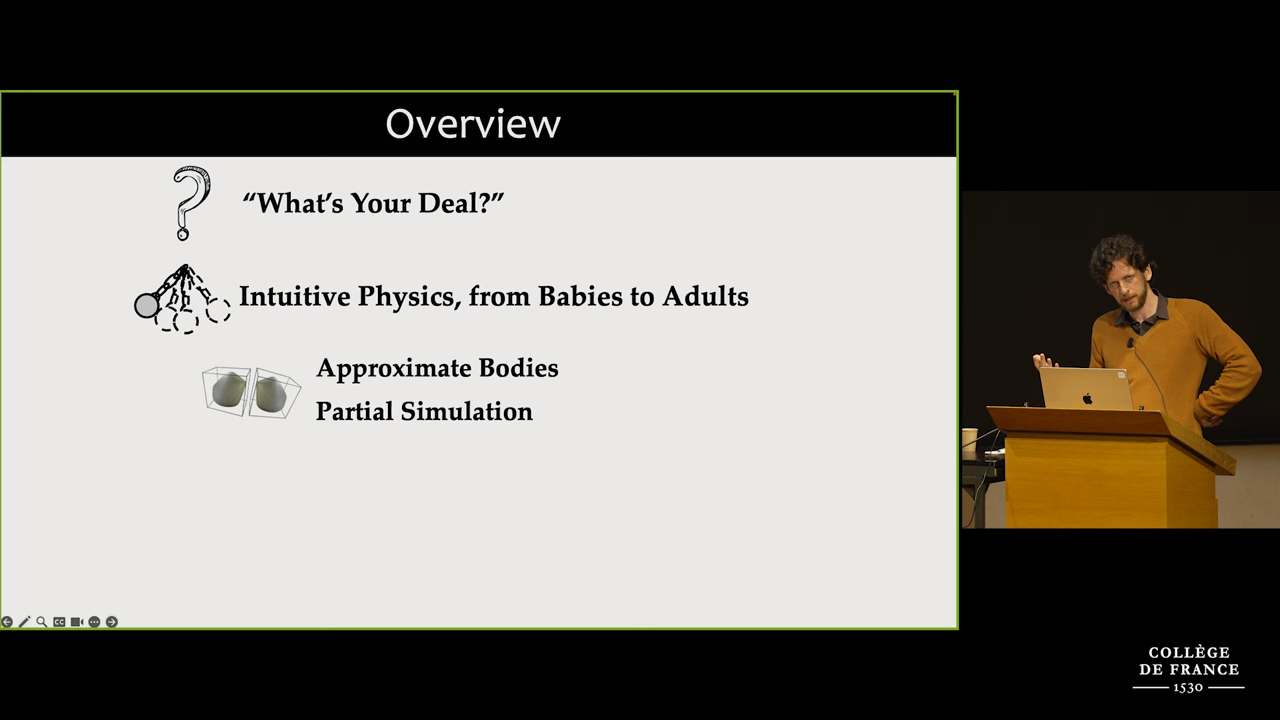 Overview
“What’s Your Deal?”
Intuitive Physics, from Babies to Adults
Approximate Bodies
Partial Simulation
COLLÈGE
DE FRANCE
1530